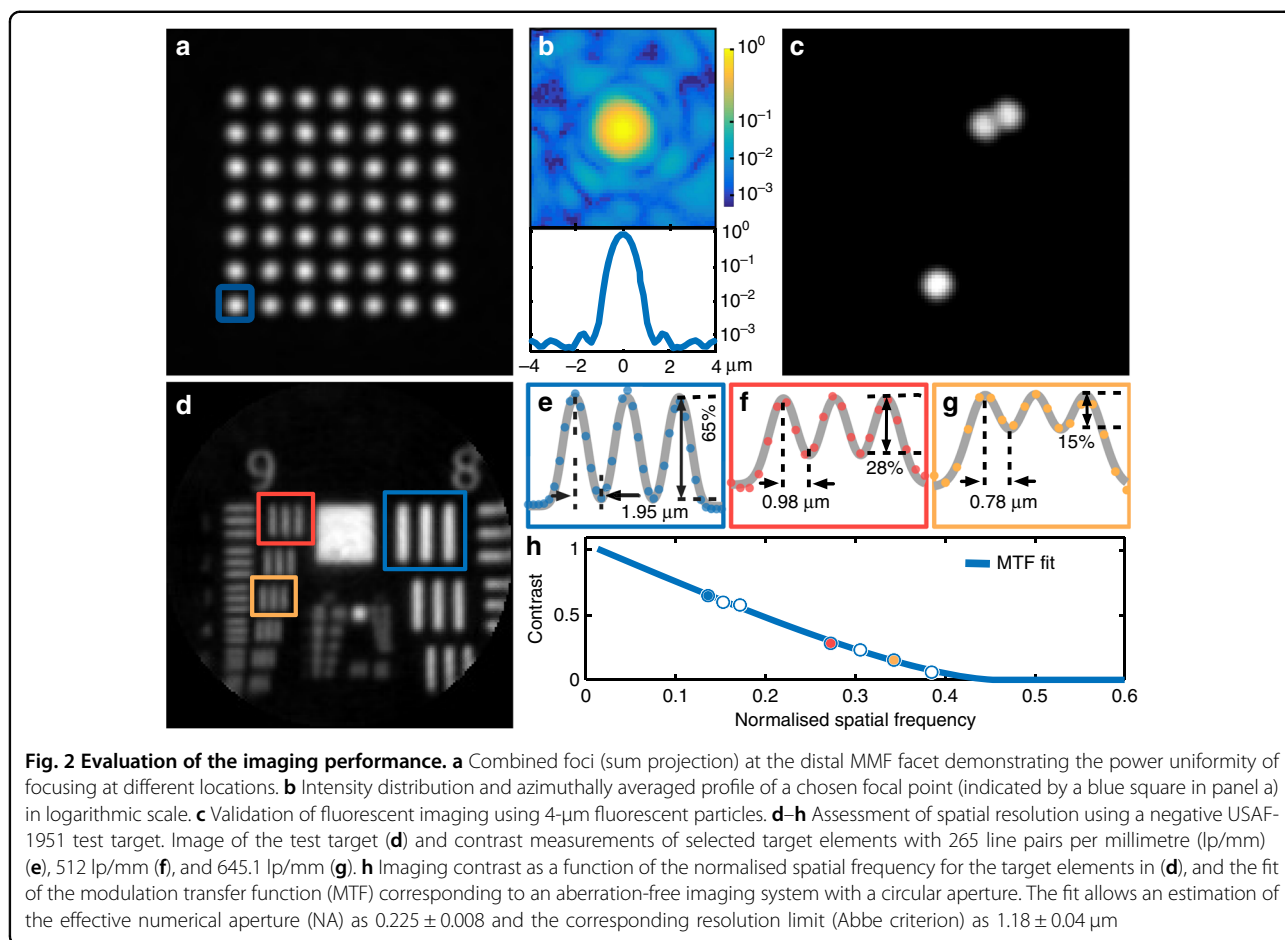 a
b
10⁰
10⁻¹
10⁻²
10⁻³
10⁰
10⁻¹
10⁻²
10⁻³
−4 −2 0 2 4 μm
c
d
9 8
e
65%
1.95 μm
f
28%
0.98 μm
g
15%
0.78 μm
h
MTF fit
Contrast
1
0.5
0
0 0.1 0.2 0.3 0.4 0.5 0.6
Normalised spatial frequency
Fig. 2 Evaluation of the imaging performance. a Combined foci (sum projection) at the distal MMF facet demonstrating the power uniformity of
focusing at different locations. b Intensity distribution and azimuthally averaged profile of a chosen focal point (indicated by a blue square in panel a)
in logarithmic scale. c Validation of fluorescent imaging using 4-μm fluorescent particles. d–h Assessment of spatial resolution using a negative USAF-
1951 test target. Image of the test target (d) and contrast measurements of selected target elements with 265 line pairs per millimetre (lp/mm)
(e), 512 lp/mm (f), and 645.1 lp/mm (g). h Imaging contrast as a function of the normalised spatial frequency for the target elements in (d), and the fit
of the modulation transfer function (MTF) corresponding to an aberration-free imaging system with a circular aperture. The fit allows an estimation of
the effective numerical aperture (NA) as 0.225 ± 0.008 and the corresponding resolution limit (Abbe criterion) as 1.18 ± 0.04 μm